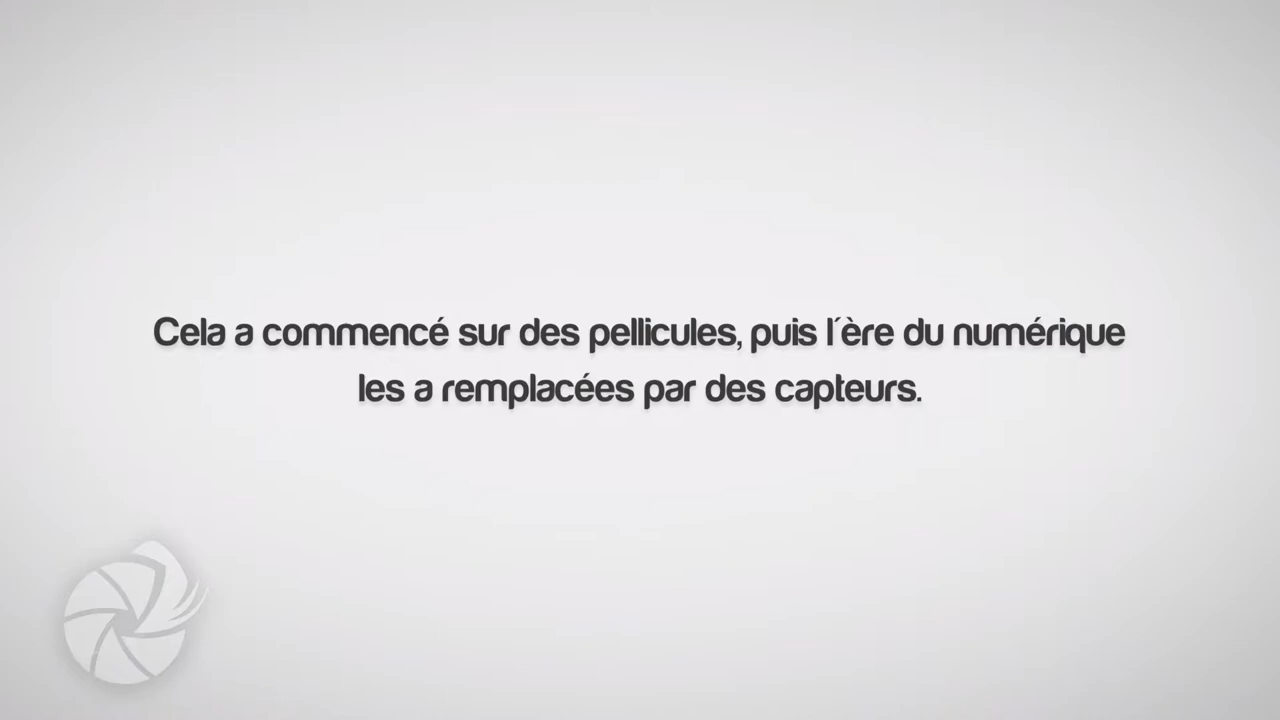 Cela a commencé sur des pellicules, puis l´ère du numérique
les a remplacées par des capteurs.